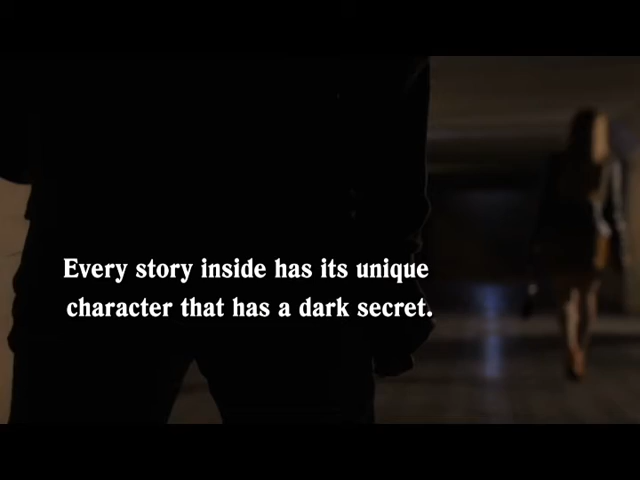 Every story inside has its unique
character that has a dark secret.